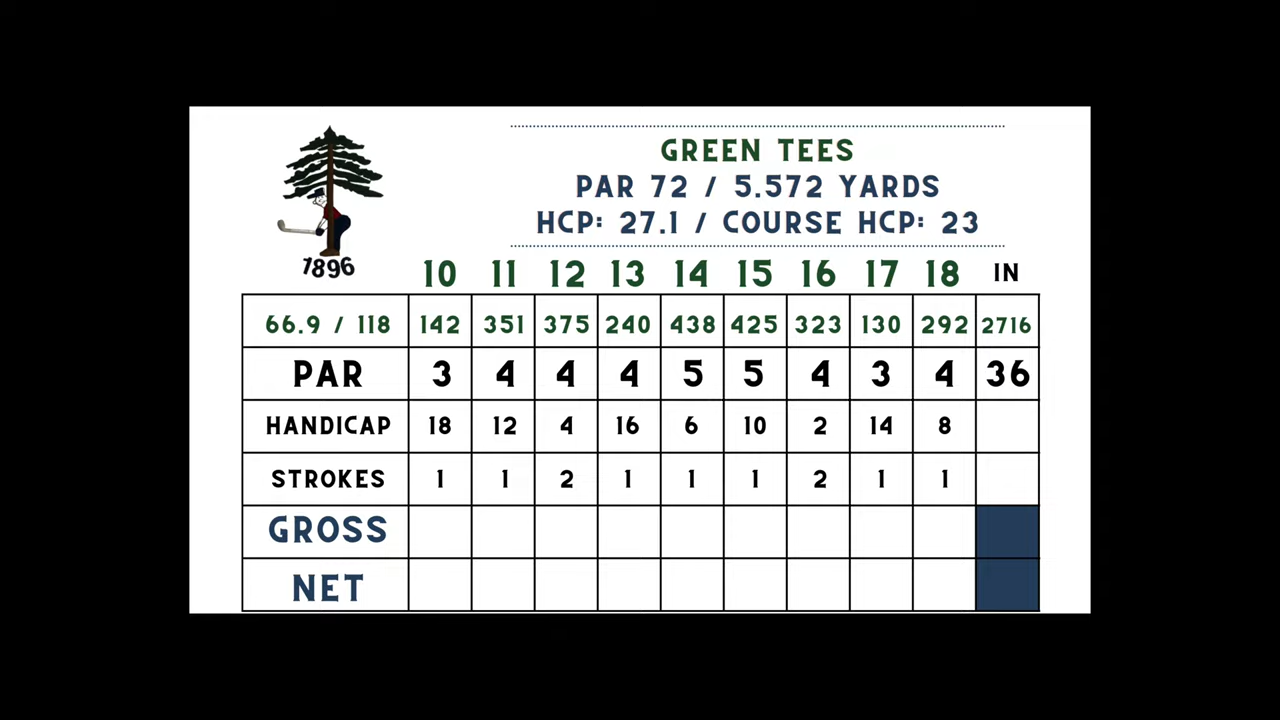 GREEN TEES
PAR 72 / 5.572 YARDS
HCP: 27.1 / COURSE HCP: 23
1896
10 11 12 13 14 15 16 17 18 IN
66.9 / 118 142 351 375 240 438 425 323 130 292 2716
PAR 3 4 4 4 5 5 4 3 4 36
HANDICAP 18 12 4 16 6 10 2 14 8
STROKES 1 1 2 1 1 1 2 1 1
GROSS
NET